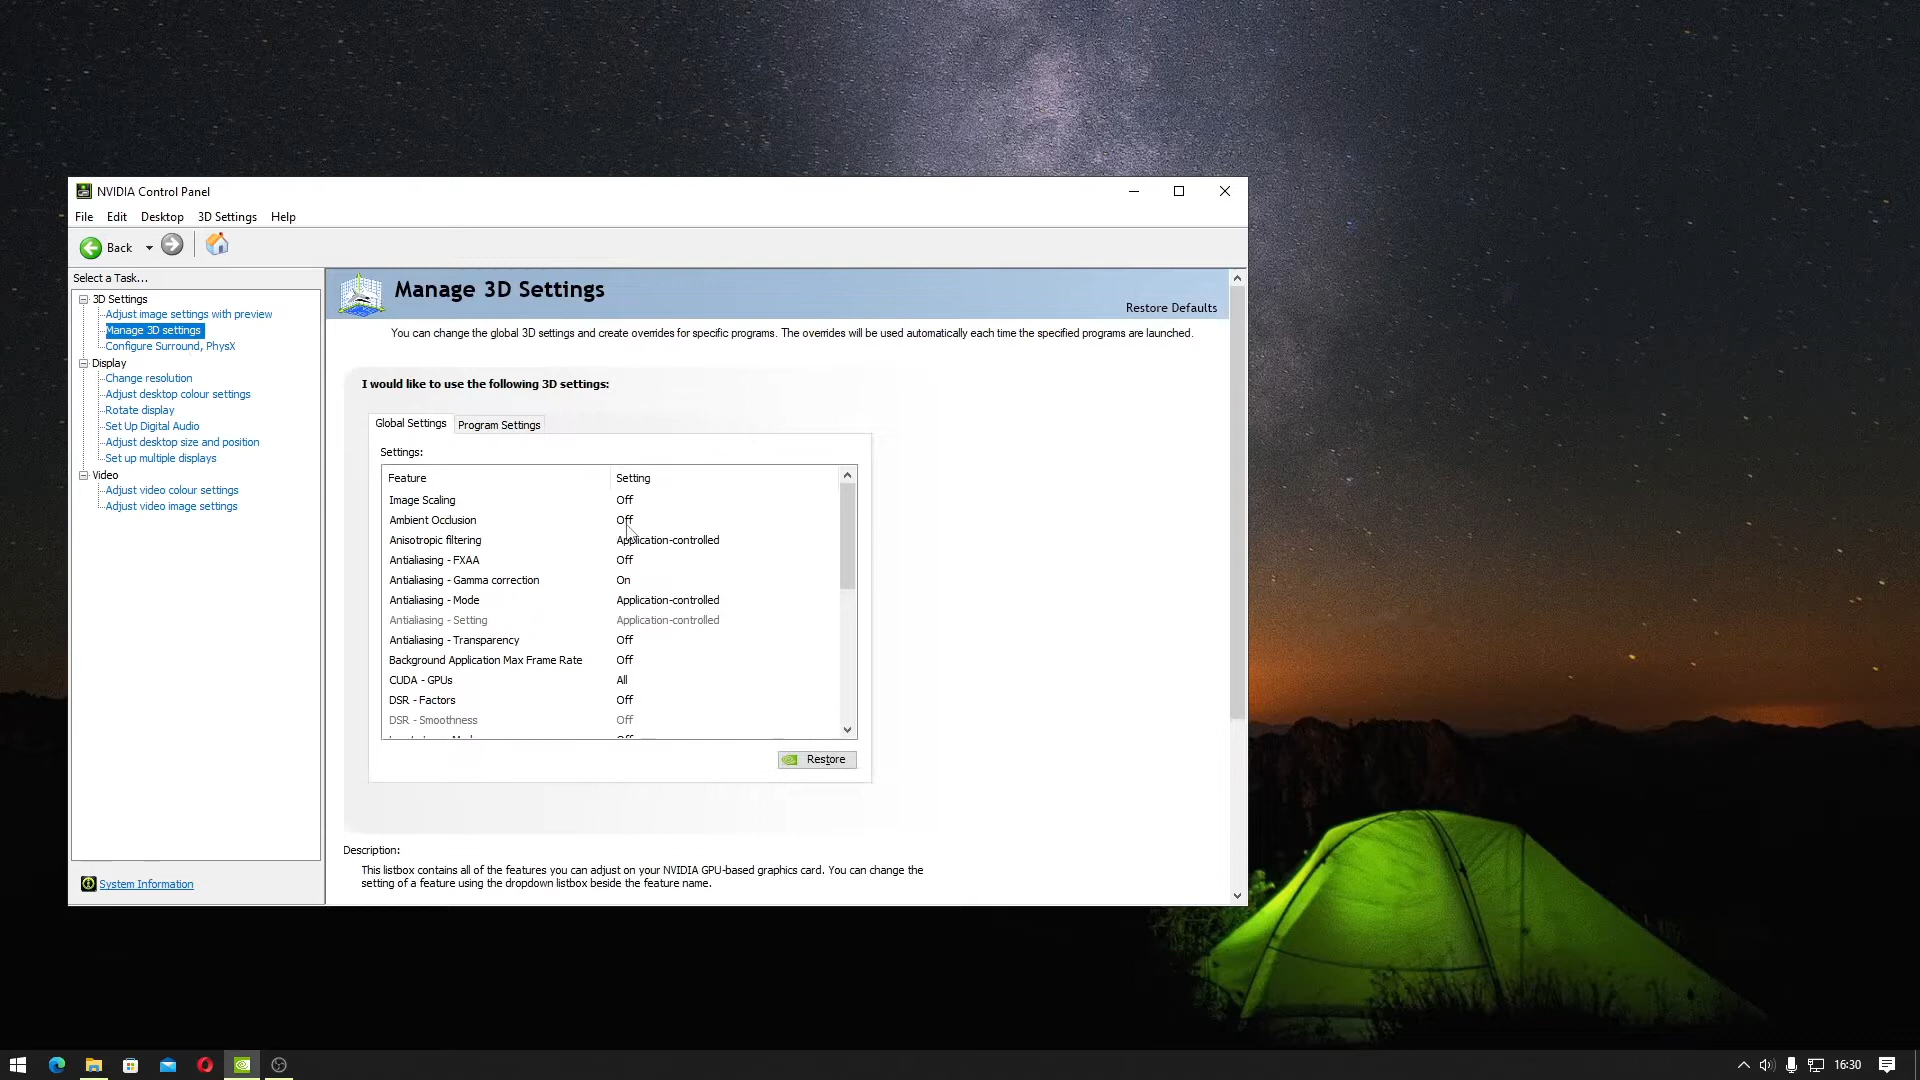 NVIDIA Control Panel
File Edit Desktop 3D Settings Help
Back
Select a Task...
3D Settings
Adjust image settings with preview
Manage 3D settings
Configure Surround, PhysX
Display
Change resolution
Adjust desktop colour settings
Rotate display
Set Up Digital Audio
Adjust desktop size and position
Set up multiple displays
Video
Adjust video colour settings
Adjust video image settings
System Information
Manage 3D Settings
Restore Defaults
You can change the global 3D settings and create overrides for specific programs. The overrides will be used automatically each time the specified programs are launched.
I would like to use the following 3D settings:
Global Settings Program Settings
Settings:
Feature Setting
Image Scaling Off
Ambient Occlusion Off
Anisotropic filtering Application-controlled
Antialiasing - FXAA Off
Antialiasing - Gamma correction On
Antialiasing - Mode Application-controlled
Antialiasing - Setting Application-controlled
Antialiasing - Transparency Off
Background Application Max Frame Rate Off
CUDA - GPUs All
DSR - Factors Off
DSR - Smoothness Off
Restore
Description:
This listbox contains all of the features you can adjust on your NVIDIA GPU-based graphics card. You can change the
setting of a feature using the dropdown listbox beside the feature name.
16:30